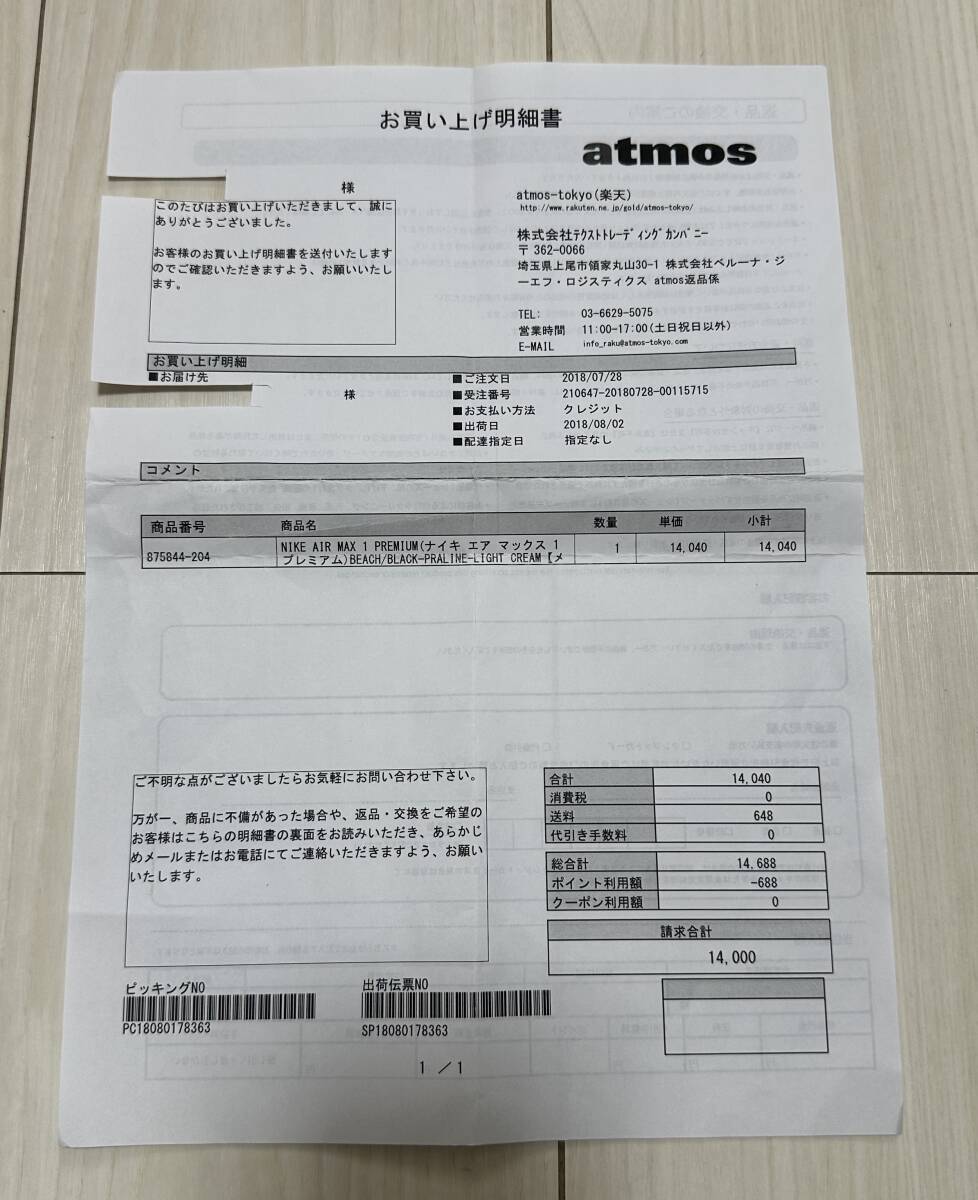 お買い上げ明細書
atmos
様
このたびはお買い上げいただきまして、誠に
ありがとうございました。
お客様のお買い上げ明細書を送付いたします
のでご確認いただきますよう、お願いいたし
ます。
atmos-tokyo(楽天)
http://www.rakuten.ne.jp/gold/atmos-tokyo/
株式会社ﾃｸｽﾄﾄﾚｰﾃﾞｨﾝｸﾞｶﾝﾊﾟﾆｰ
〒 362-0066
埼玉県上尾市領家丸山30-1 株式会社ベルーナ・ジ
ーエフ・ロジスティクス atmos返品係
TEL: 03-6629-5075
営業時間 11:00-17:00(土日祝日以外)
E-MAIL info_raku@atmos-tokyo.com
お買い上げ明細
■お届け先
様
■ご注文日 2018/07/28
■受注番号 210647-20180728-00115715
■お支払い方法 クレジット
■出荷日 2018/08/02
■配達指定日 指定なし
コメント
商品番号 商品名 数量 単価 小計
875844-204 NIKE AIR MAX 1 PREMIUM(ナイキ エア マックス 1 1 14,040 14,040
プレミアム)BEACH/BLACK-PRALINE-LIGHT CREAM【メ
ご不明な点がございましたらお気軽にお問い合わせ下さい。
万が一、商品に不備があった場合や、返品・交換をご希望の
お客様はこちらの明細書の裏面をお読みいただき、あらかじ
めメールまたはお電話にてご連絡いただきますよう、お願い
いたします。
合計 14,040
消費税 0
送料 648
代引き手数料 0
総合計 14,688
ポイント利用額 -688
クーポン利用額 0
請求合計
14,000
ピッキングNO
PC18080178363
出荷伝票NO
SP18080178363
1 ／ 1